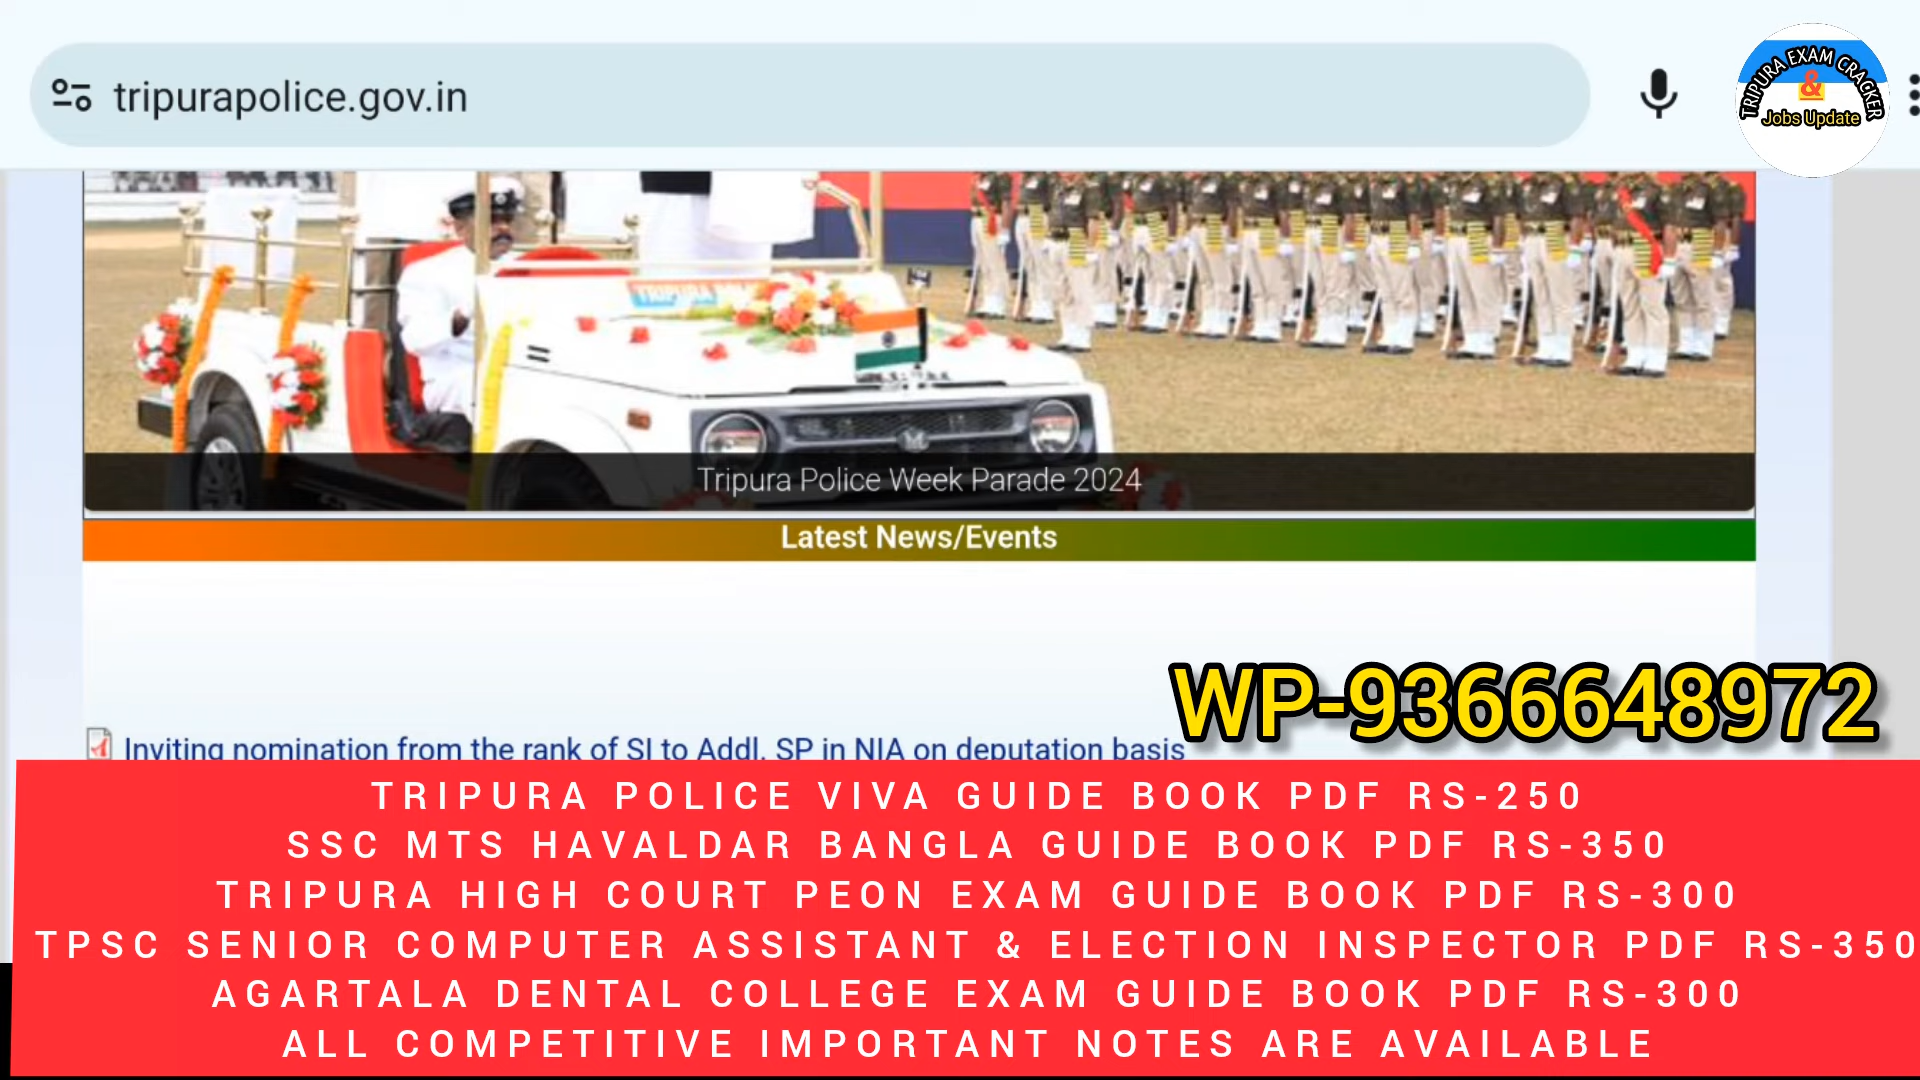 tripurapolice.gov.in
TRIPURA EXAM CRACKER
&
Jobs Update
TRIPURA POLICE
Tripura Police Week Parade 2024
Latest News/Events
WP-9366648972
Inviting nomination from the rank of SI to Addl. SP in NIA on deputation basis
TRIPURA POLICE VIVA GUIDE BOOK PDF RS-250
SSC MTS HAVALDAR BANGLA GUIDE BOOK PDF RS-350
TRIPURA HIGH COURT PEON EXAM GUIDE BOOK PDF RS-300
TPSC SENIOR COMPUTER ASSISTANT & ELECTION INSPECTOR PDF RS-350
AGARTALA DENTAL COLLEGE EXAM GUIDE BOOK PDF RS-300
ALL COMPETITIVE IMPORTANT NOTES ARE AVAILABLE